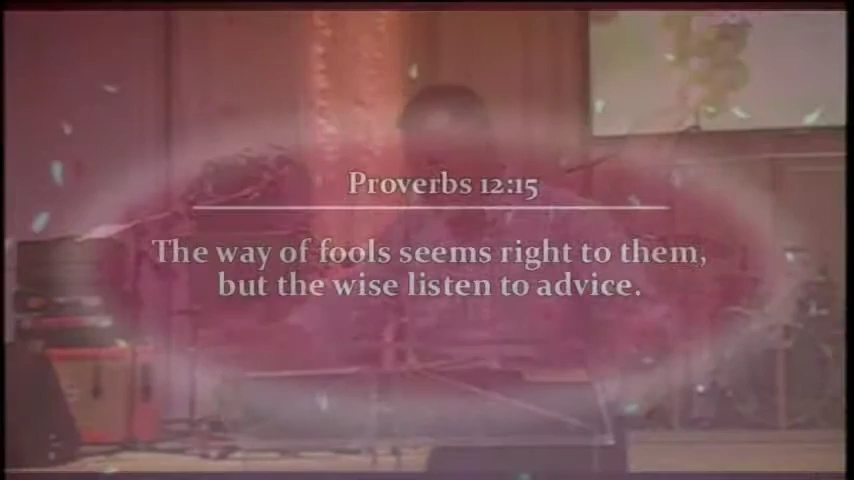 Proverbs 12:15
The way of fools seems right to them,
but the wise listen to advice.